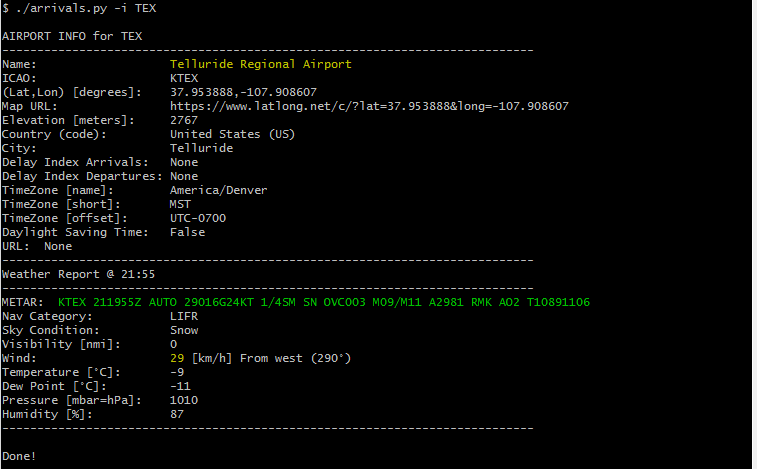 $ ./arrivals.py -i TEX
AIRPORT INFO for TEX
----------------------------------------------------------------------------
Name: Telluride Regional Airport
ICAO: KTEX
(Lat,Lon) [degrees]: 37.953888,-107.908607
Map URL: https://www.latlong.net/c/?lat=37.953888&long=-107.908607
Elevation [meters]: 2767
Country (code): United States (US)
City: Telluride
Delay Index Arrivals: None
Delay Index Departures: None
TimeZone [name]: America/Denver
TimeZone [short]: MST
TimeZone [offset]: UTC-0700
Daylight Saving Time: False
URL: None
----------------------------------------------------------------------------
Weather Report @ 21:55
----------------------------------------------------------------------------
METAR: KTEX 211955Z AUTO 29016G24KT 1/4SM SN OVC003 M09/M11 A2981 RMK AO2 T10891106
Nav Category: LIFR
Sky Condition: Snow
Visibility [nmi]: 0
Wind: 29 [km/h] From west (290°)
Temperature [°C]: -9
Dew Point [°C]: -11
Pressure [mbar=hPa]: 1010
Humidity [%]: 87
----------------------------------------------------------------------------
Done!